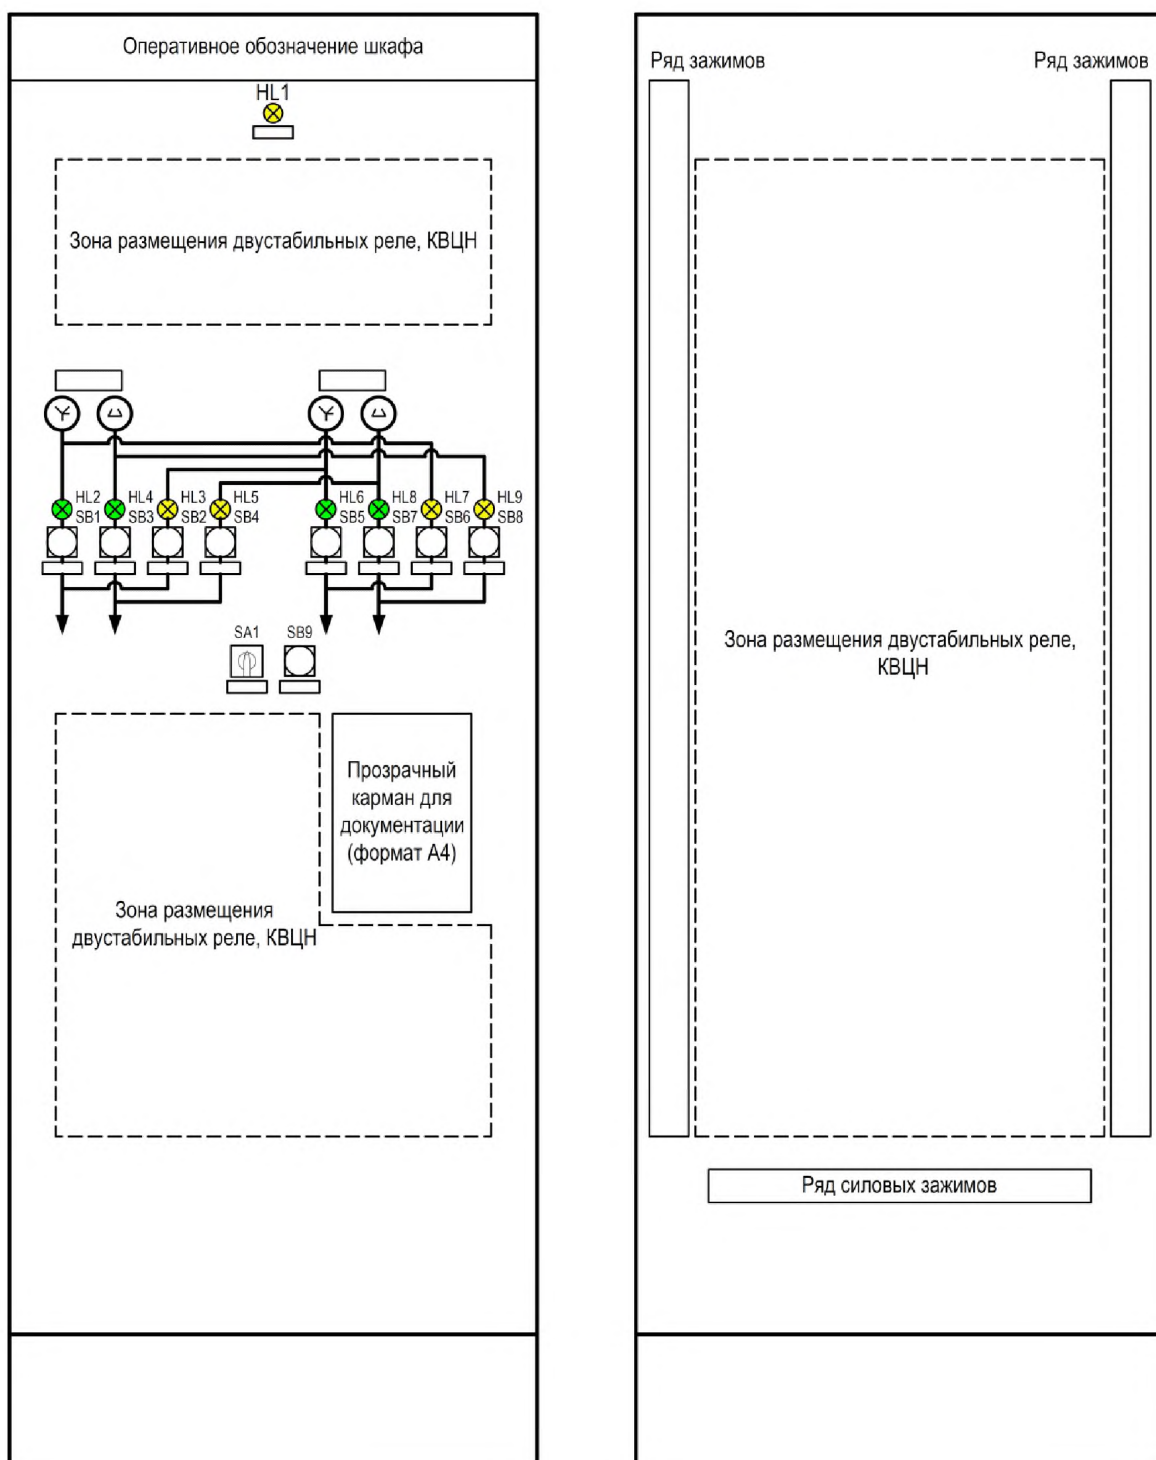 Оперативное обозначение шкафа
HL1
Зона размещения двустабильных реле, КВЦН
HL2 HL4 HL3 HL5 HL6 HL8 HL7 HL9
SB1 SB3 SB2 SB4 SB5 SB7 SB6 SB8
SA1 SB9
Прозрачный
карман для
документации
(формат А4)
Зона размещения
двустабильных реле, КВЦН
Ряд зажимов Ряд зажимов
Зона размещения двустабильных реле,
КВЦН
Ряд силовых зажимов